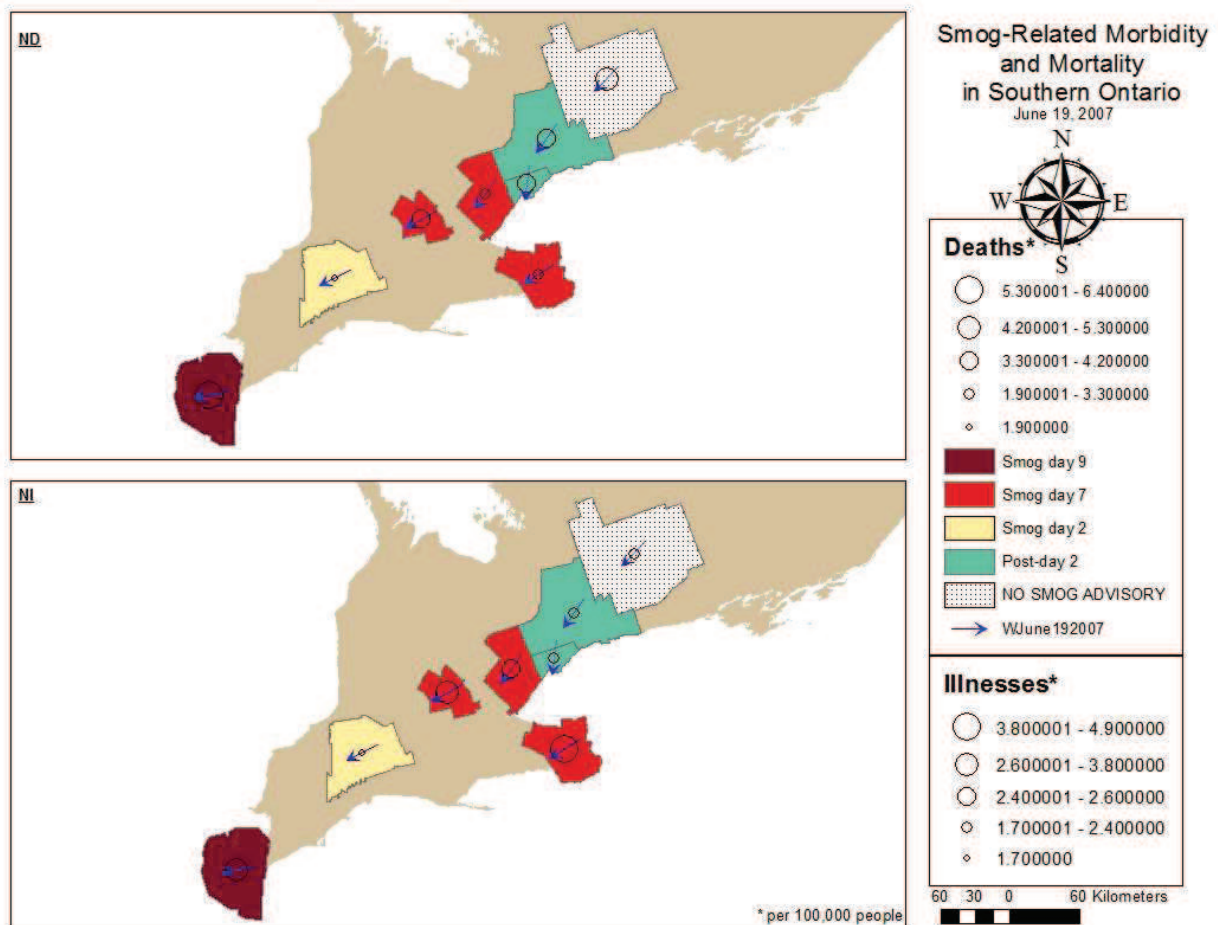 ND
NI
* per 100,000 people
Smog-Related Morbidity
and Mortality
in Southern Ontario
June 19, 2007
N
W
E
S
Deaths*
5.300001 - 6.400000
4.200001 - 5.300000
3.300001 - 4.200000
1.900001 - 3.300000
1.900000
Smog day 9
Smog day 7
Smog day 2
Post-day 2
NO SMOG ADVISORY
WJune192007
Illnesses*
3.800001 - 4.900000
2.600001 - 3.800000
2.400001 - 2.600000
1.700001 - 2.400000
1.700000
60 30 0 60 Kilometers